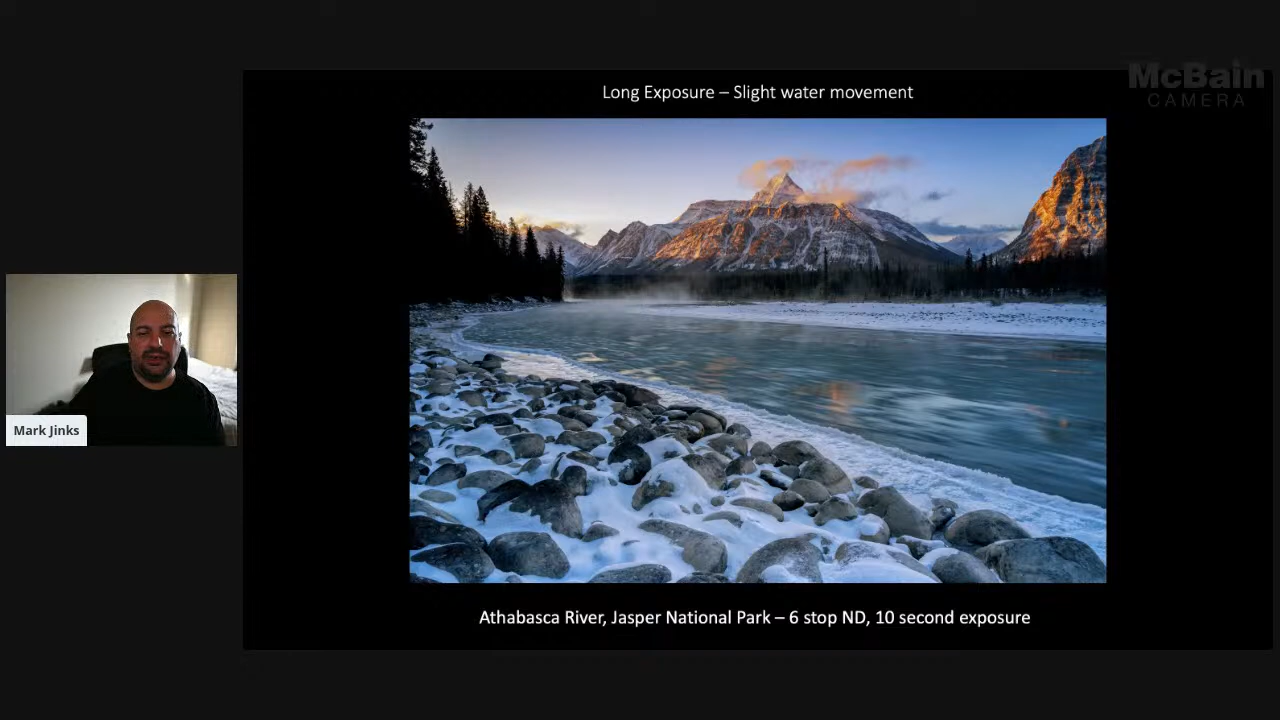 McBain
CAMERA
Long Exposure – Slight water movement
Mark Jinks
Athabasca River, Jasper National Park – 6 stop ND, 10 second exposure